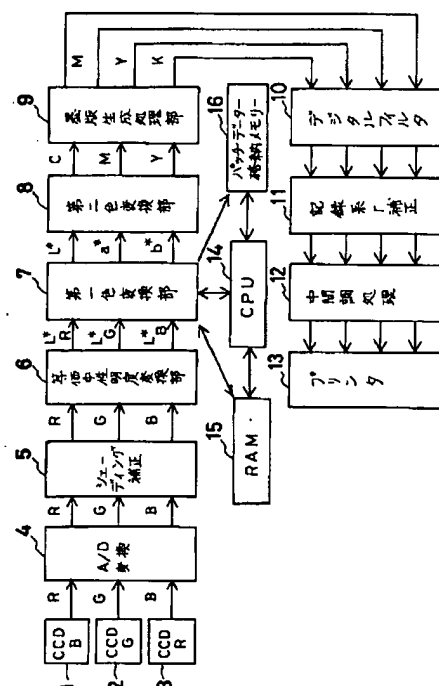 CCD
B
CCD
G
CCD
R
1
2
3
R
G
B
4
A/D
変換
R
G
B
5
シェー
ディング
補正
R
G
B
6
等価中性明度変換部
L*R
L*G
L*B
7
第一色変換部
L*
a*
b*
8
第二色変換部
C
M
Y
9
墨版生成処理部
M
Y
K
16
パッチデーター
格納メモリー
14
CPU
15
RAM
10
デジタルフィルタ
11
記録系Γ補正
12
中間調処理
13
プリンタ